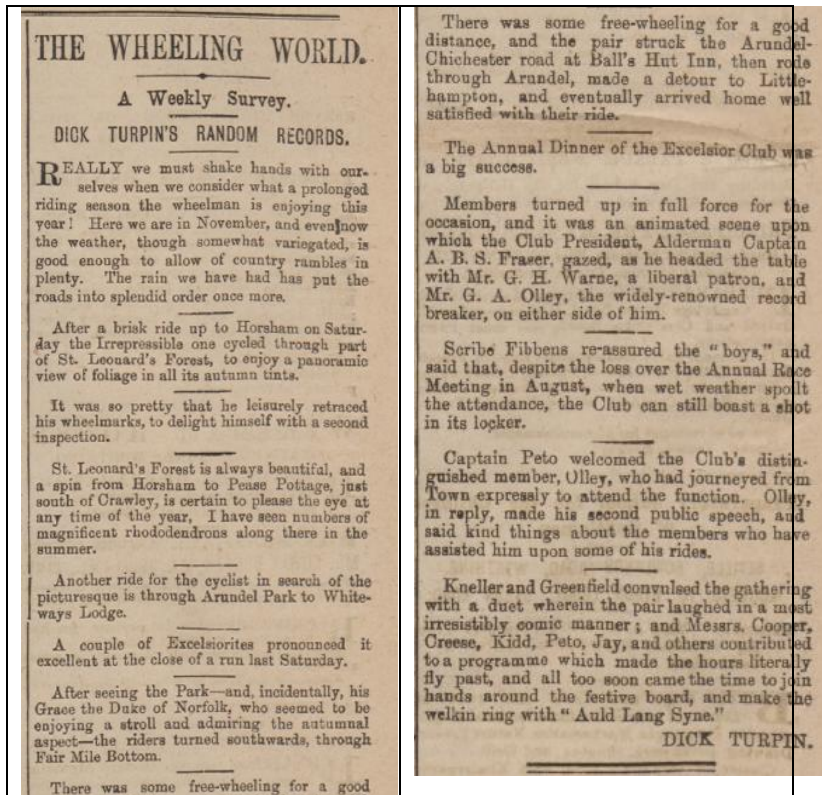 THE WHEELING WORLD.
A Weekly Survey.
DICK TURPIN'S RANDOM RECORDS.
REALLY we must shake hands with our-
selves when we consider what a prolonged
riding season the wheelman is enjoying this
year! Here we are in November, and even now
the weather, though somewhat variegated, is
good enough to allow of country rambles in
plenty. The rain we have had has put the
roads into splendid order once more.
After a brisk ride up to Horsham on Satur-
day the Irrepressible one cycled through part
of St. Leonard's Forest, to enjoy a panoramic
view of foliage in all its autumn tints.
It was so pretty that he leisurely retraced
his wheelmarks, to delight himself with a second
inspection.
St. Leonard's Forest is always beautiful, and
a spin from Horsham to Pease Pottage, just
south of Crawley, is certain to please the eye at
any time of the year, I have seen numbers of
magnificent rhododendrons along there in the
summer.
Another ride for the cyclist in search of the
picturesque is through Arundel Park to White-
ways Lodge.
A couple of Excelsiorites pronounced it
excellent at the close of a run last Saturday.
After seeing the Park—and, incidentally, his
Grace the Duke of Norfolk, who seemed to be
enjoying a stroll and admiring the autumnal
aspect—the riders turned southwards, through
Fair Mile Bottom.
There was some free-wheeling for a good
There was some free-wheeling for a good
distance, and the pair struck the Arundel-
Chichester road at Ball's Hut Inn, then rode
through Arundel, made a detour to Little-
hampton, and eventually arrived home well
satisfied with their ride.
The Annual Dinner of the Excelsior Club was
a big success.
Members turned up in full force for the
occasion, and it was an animated scene upon
which the Club President, Alderman Captain
A. B. S. Fraser, gazed, as he headed the table
with Mr. G. H. Warne, a liberal patron, and
Mr. G. A. Olley, the widely-renowned record
breaker, on either side of him.
Scribe Fibbens re-assured the "boys," and
said that, despite the loss over the Annual Race
Meeting in August, when wet weather spoilt
the attendance, the Club can still boast a shot
in its locker.
Captain Peto welcomed the Club's distin-
guished member, Olley, who had journeyed from
Town expressly to attend the function. Olley,
in reply, made his second public speech, and
said kind things about the members who have
assisted him upon some of his rides.
Kneller and Greenfield convulsed the gathering
with a duet wherein the pair laughed in a most
irresistibly comic manner; and Messrs. Cooper,
Creese, Kidd, Peto, Jay, and others contributed
to a programme which made the hours literally
fly past, and all too soon came the time to join
hands around the festive board, and make the
welkin ring with "Auld Lang Syne."
DICK TURPIN.